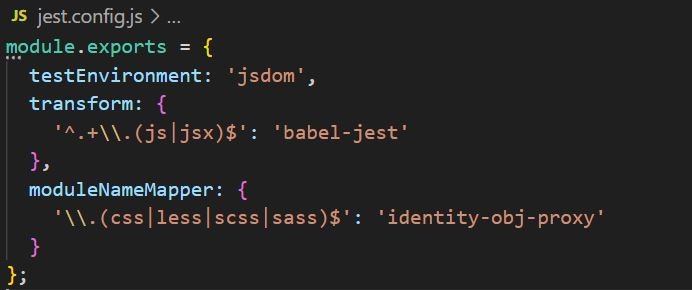 JS jest.config.js > ...
module.exports = {
  testEnvironment: 'jsdom',
  transform: {
    '^.+\\.(js|jsx)$': 'babel-jest'
  },
  moduleNameMapper: {
    '\\.(css|less|scss|sass)$': 'identity-obj-proxy'
  }
};